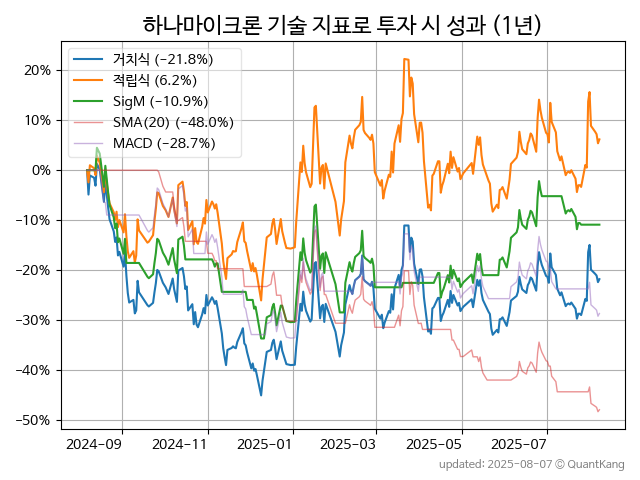 하나마이크론 기술 지표로 투자 시 성과 (1년)
거치식 (−21.8%)
적립식 (6.2%)
SigM (−10.9%)
SMA(20) (−48.0%)
MACD (−28.7%)
20%
10%
0%
−10%
−20%
−30%
−40%
−50%
2024-09
2024-11
2025-01
2025-03
2025-05
2025-07
updated: 2025-08-07 © QuantKang